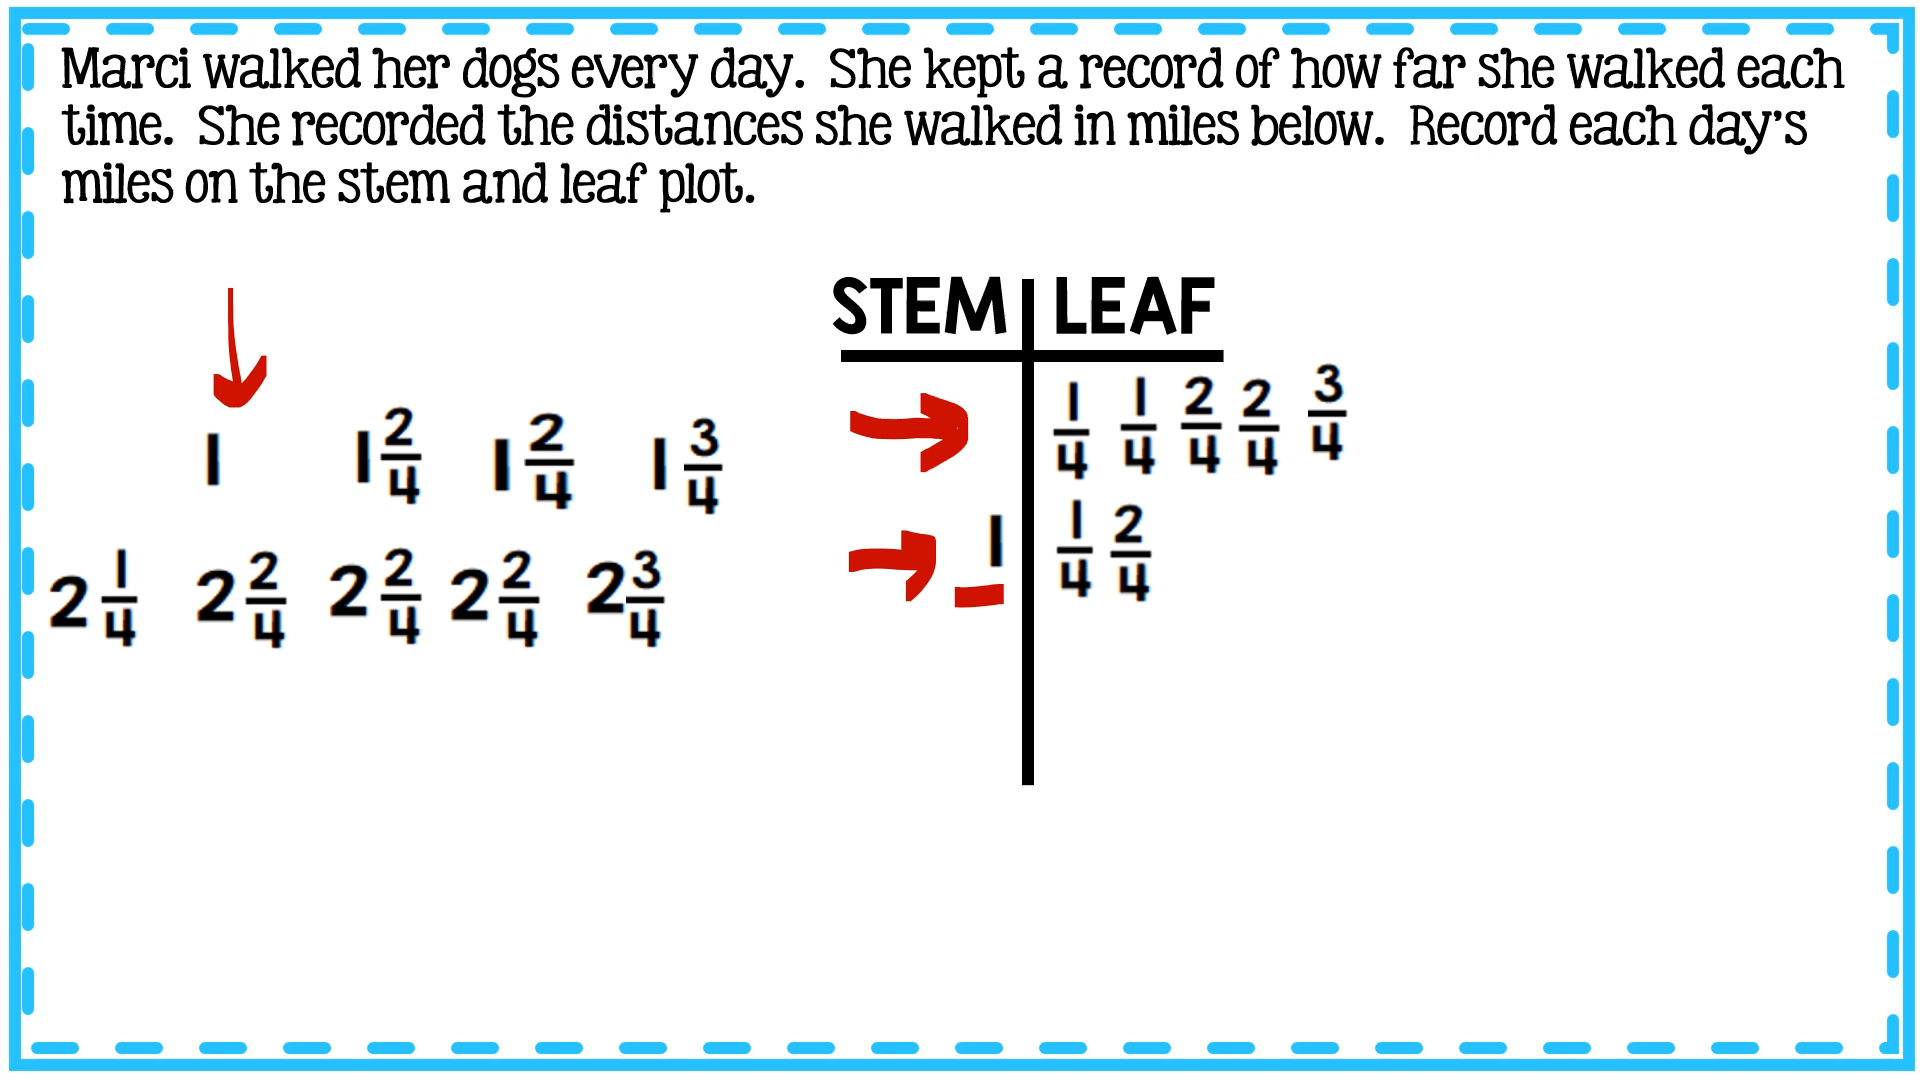 Marci walked her dogs every day. She kept a record of how far she walked each
time. She recorded the distances she walked in miles below. Record each day's
miles on the stem and leaf plot.
STEM LEAF
1/4 1/4 2/4 2/4 3/4
1 1 2/4 1 2/4 1 3/4
1 1/4 2/4
2 1/4 2 2/4 2 2/4 2 2/4 2 3/4